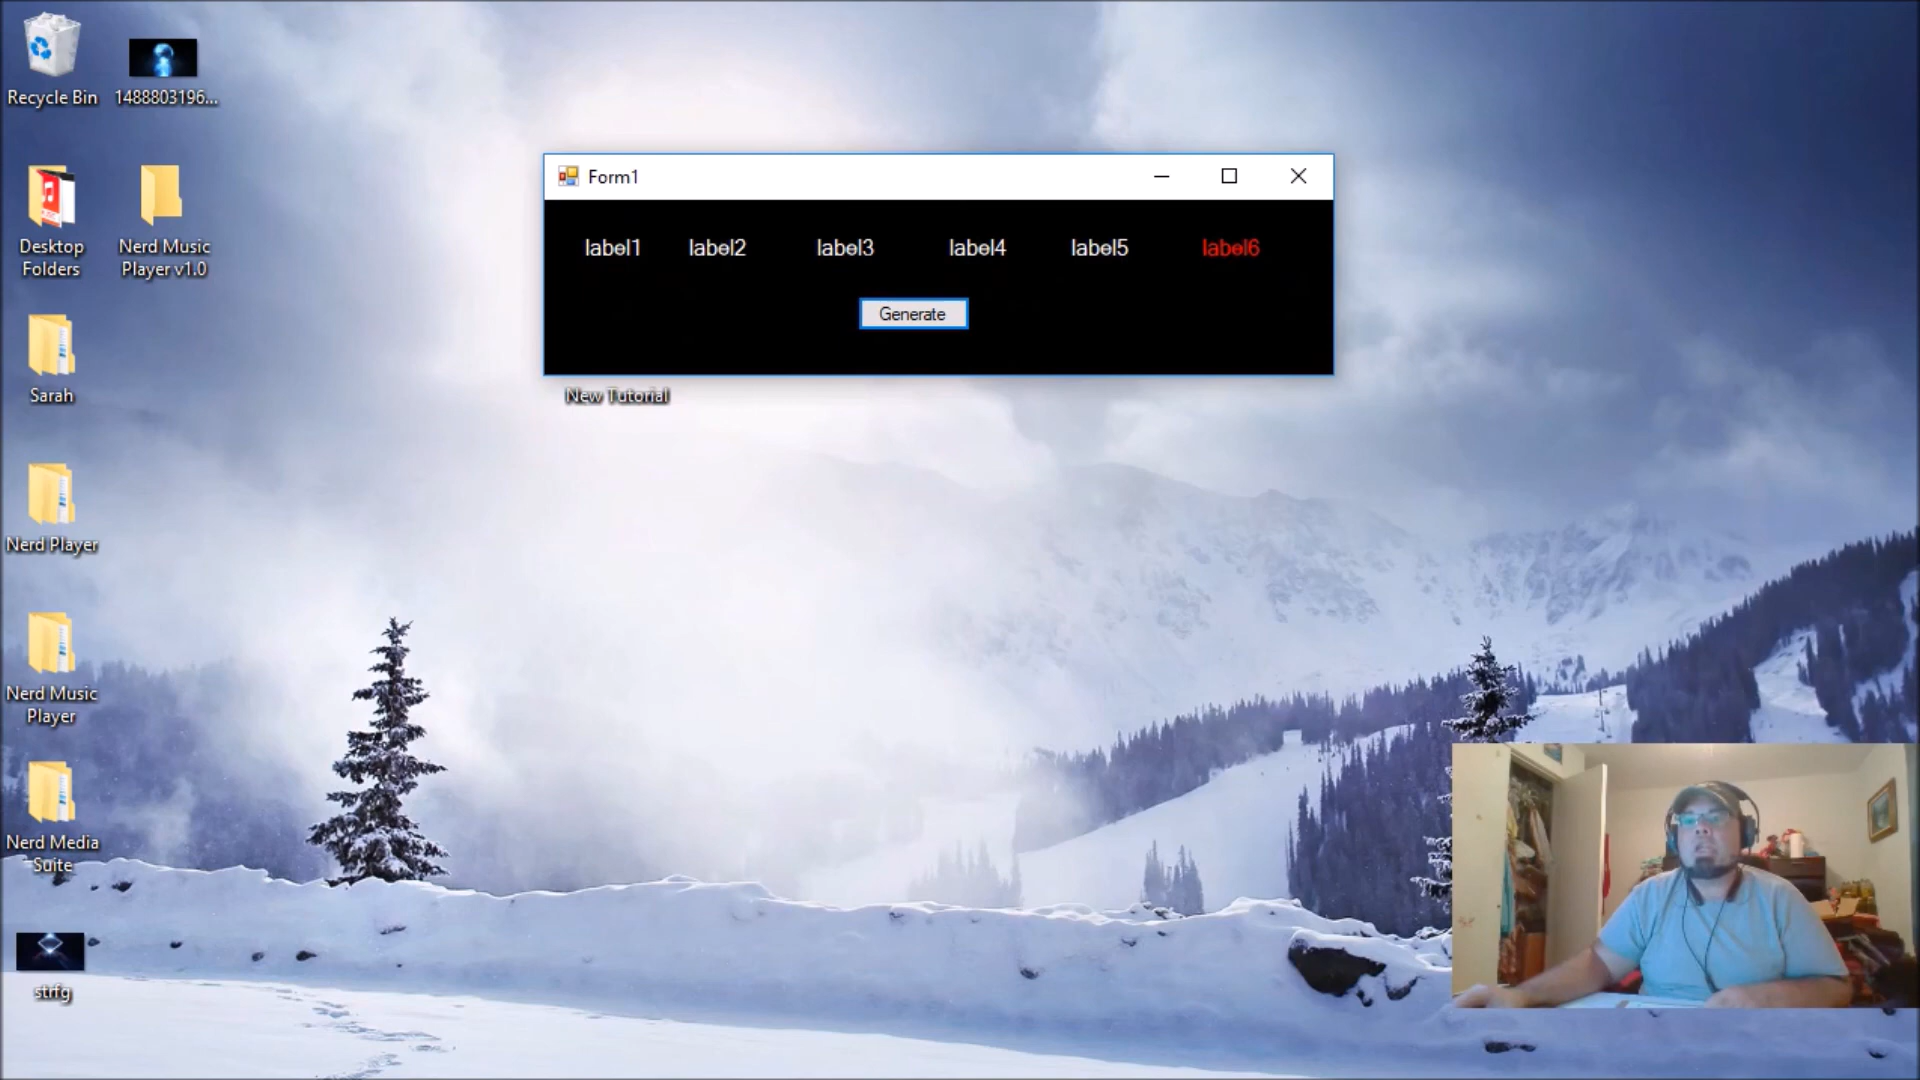 Recycle Bin
1488803196...
Desktop
Folders
Nerd Music
Player v1.0
Sarah
Nerd Player
Nerd Music
Player
Nerd Media
Suite
strfg
Form1
label1 label2 label3 label4 label5 label6
Generate
New Tutorial